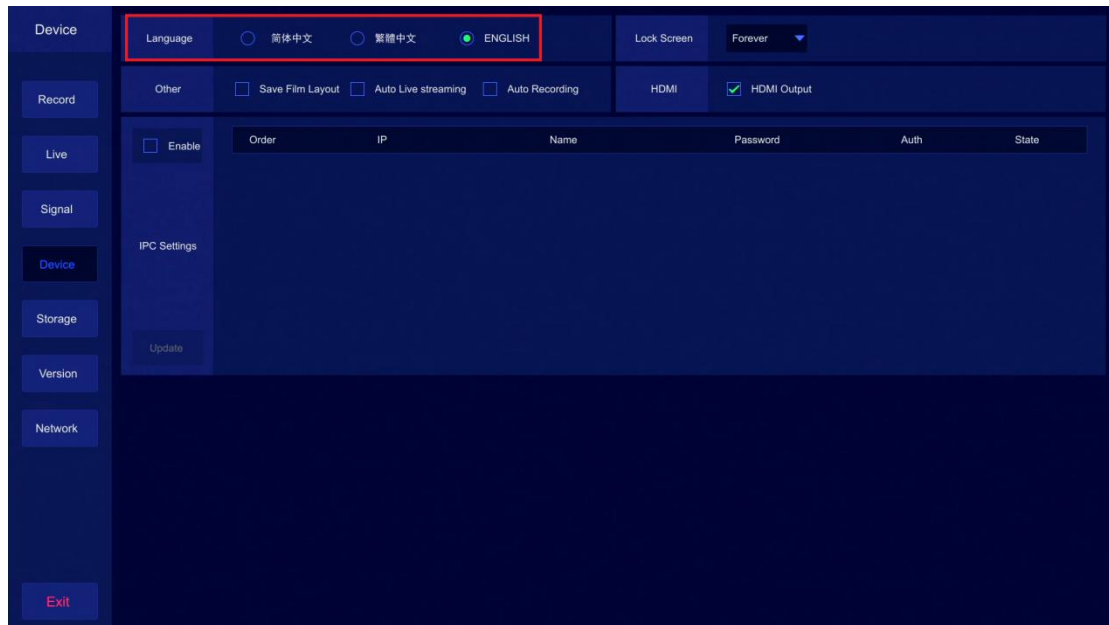 Device
Language 简体中文 繁體中文 ENGLISH Lock Screen Forever
Other Save Film Layout Auto Live streaming Auto Recording HDMI HDMI Output
Record
Enable Order IP Name Password Auth State
Live
Signal
IPC Settings
Device
Storage
Update
Version
Network
Exit